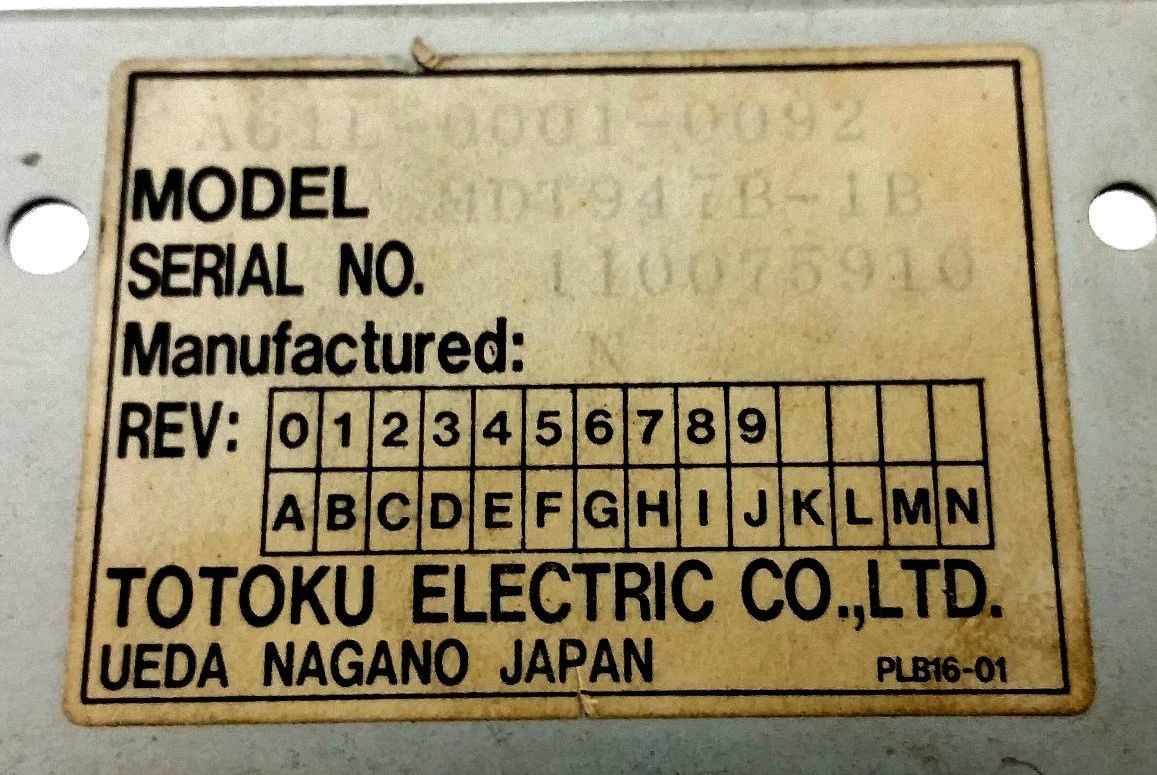 A61L-0001-0092
MODEL MDT947B-1B
SERIAL NO. 110075910
Manufactured: N
REV: 0 1 2 3 4 5 6 7 8 9
A B C D E F G H I J K L M N
TOTOKU ELECTRIC CO.,LTD.
UEDA NAGANO JAPAN PLB16-01